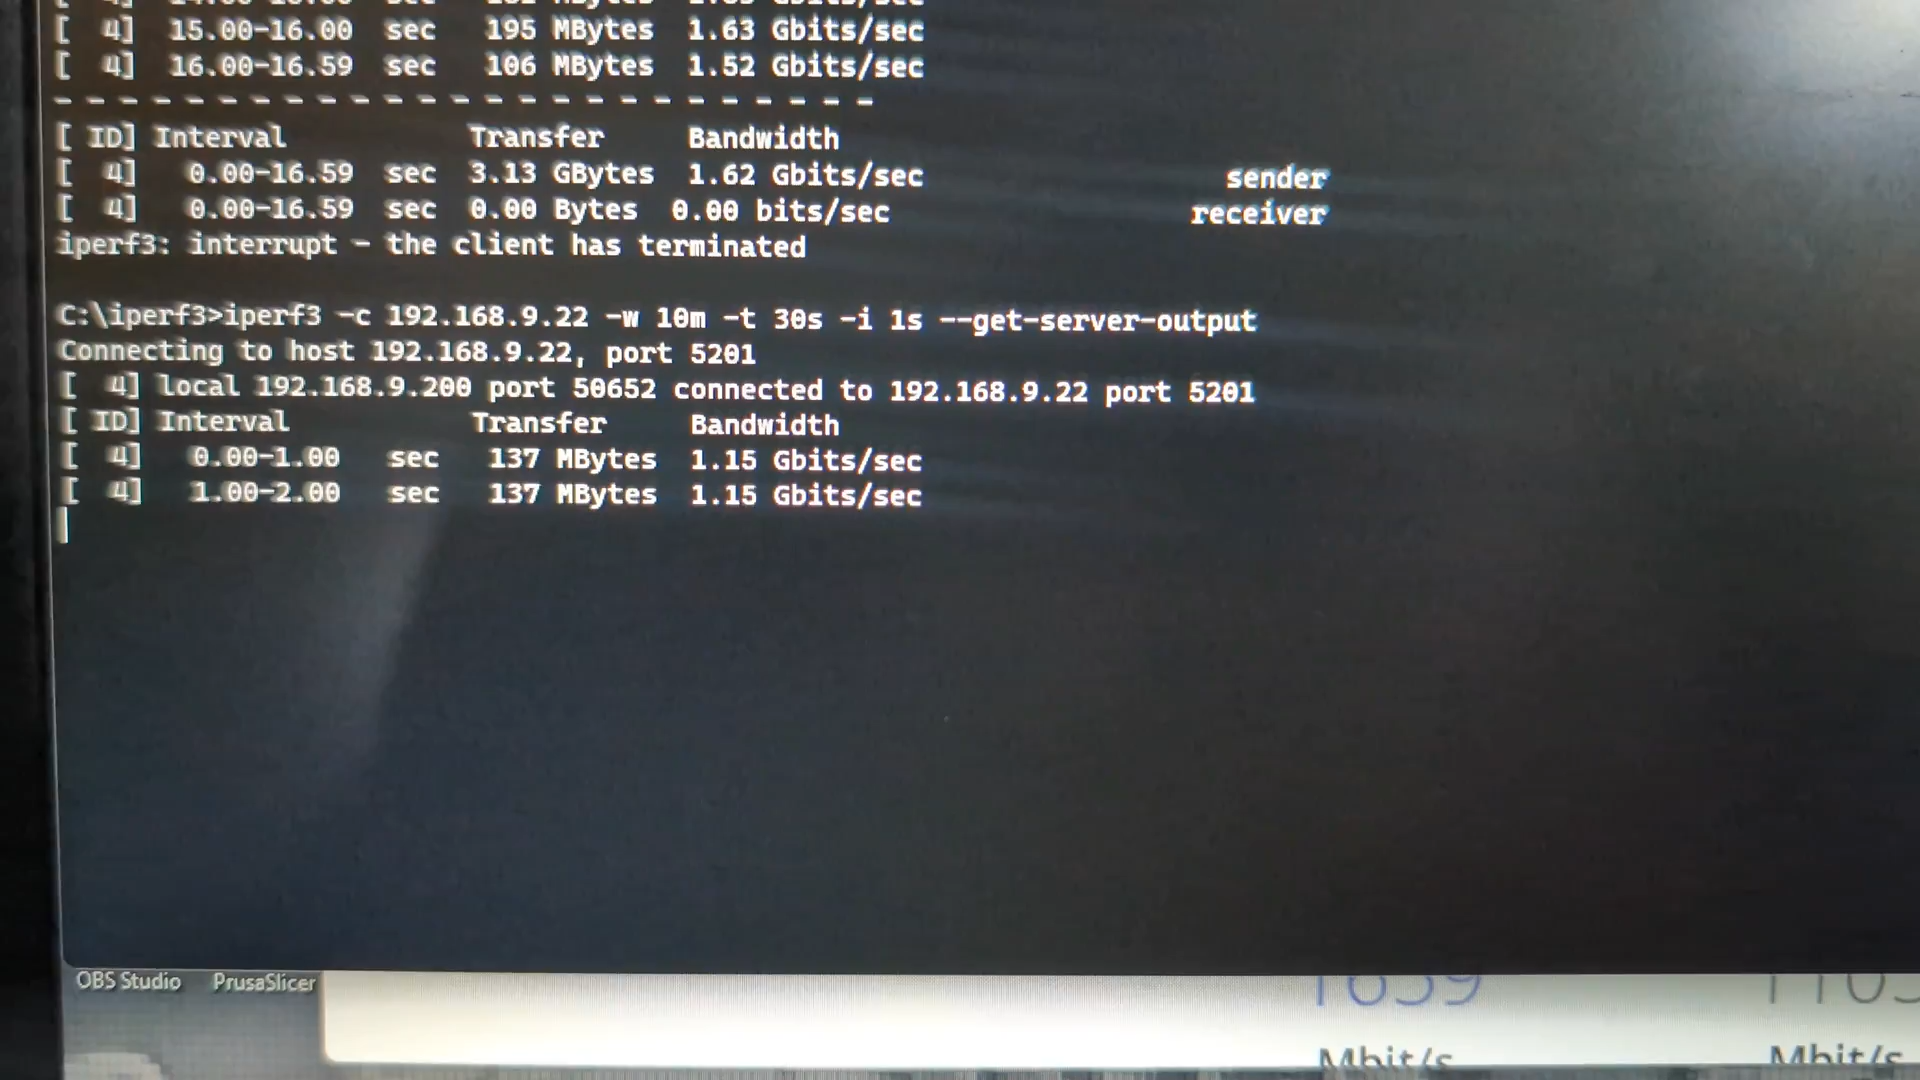 [ 4] 15.00-16.00 sec 195 MBytes 1.63 Gbits/sec
[ 4] 16.00-16.59 sec 106 MBytes 1.52 Gbits/sec
- - - - - - - - - - - - - - - - - - - - - - - - -
[ ID] Interval Transfer Bandwidth
[ 4] 0.00-16.59 sec 3.13 GBytes 1.62 Gbits/sec sender
[ 4] 0.00-16.59 sec 0.00 Bytes 0.00 bits/sec receiver
iperf3: interrupt - the client has terminated
C:\iperf3>iperf3 -c 192.168.9.22 -w 10m -t 30s -i 1s --get-server-output
Connecting to host 192.168.9.22, port 5201
[ 4] local 192.168.9.200 port 50652 connected to 192.168.9.22 port 5201
[ ID] Interval Transfer Bandwidth
[ 4] 0.00-1.00 sec 137 MBytes 1.15 Gbits/sec
[ 4] 1.00-2.00 sec 137 MBytes 1.15 Gbits/sec
OBS Studio PrusaSlicer
Mbit/s Mbit/s